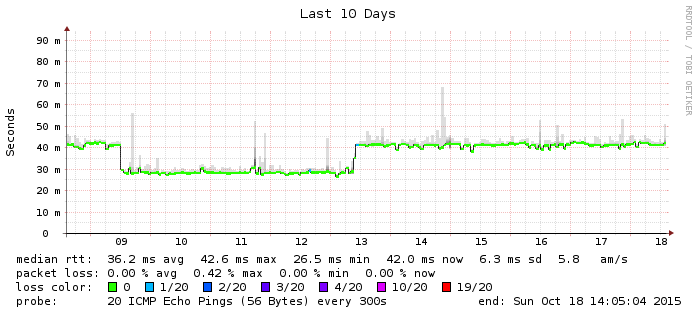 Last 10 Days
RRDTOOL / TOBI OETIKER
Seconds
90 m
80 m
70 m
60 m
50 m
40 m
30 m
20 m
10 m
0
09 10 11 12 13 14 15 16 17 18
median rtt: 36.2 ms avg 42.6 ms max 26.5 ms min 42.0 ms now 6.3 ms sd 5.8 am/s
packet loss: 0.00 % avg 0.42 % max 0.00 % min 0.00 % now
loss color: 0 1/20 2/20 3/20 4/20 10/20 19/20
probe: 20 ICMP Echo Pings (56 Bytes) every 300s end: Sun Oct 18 14:05:04 2015